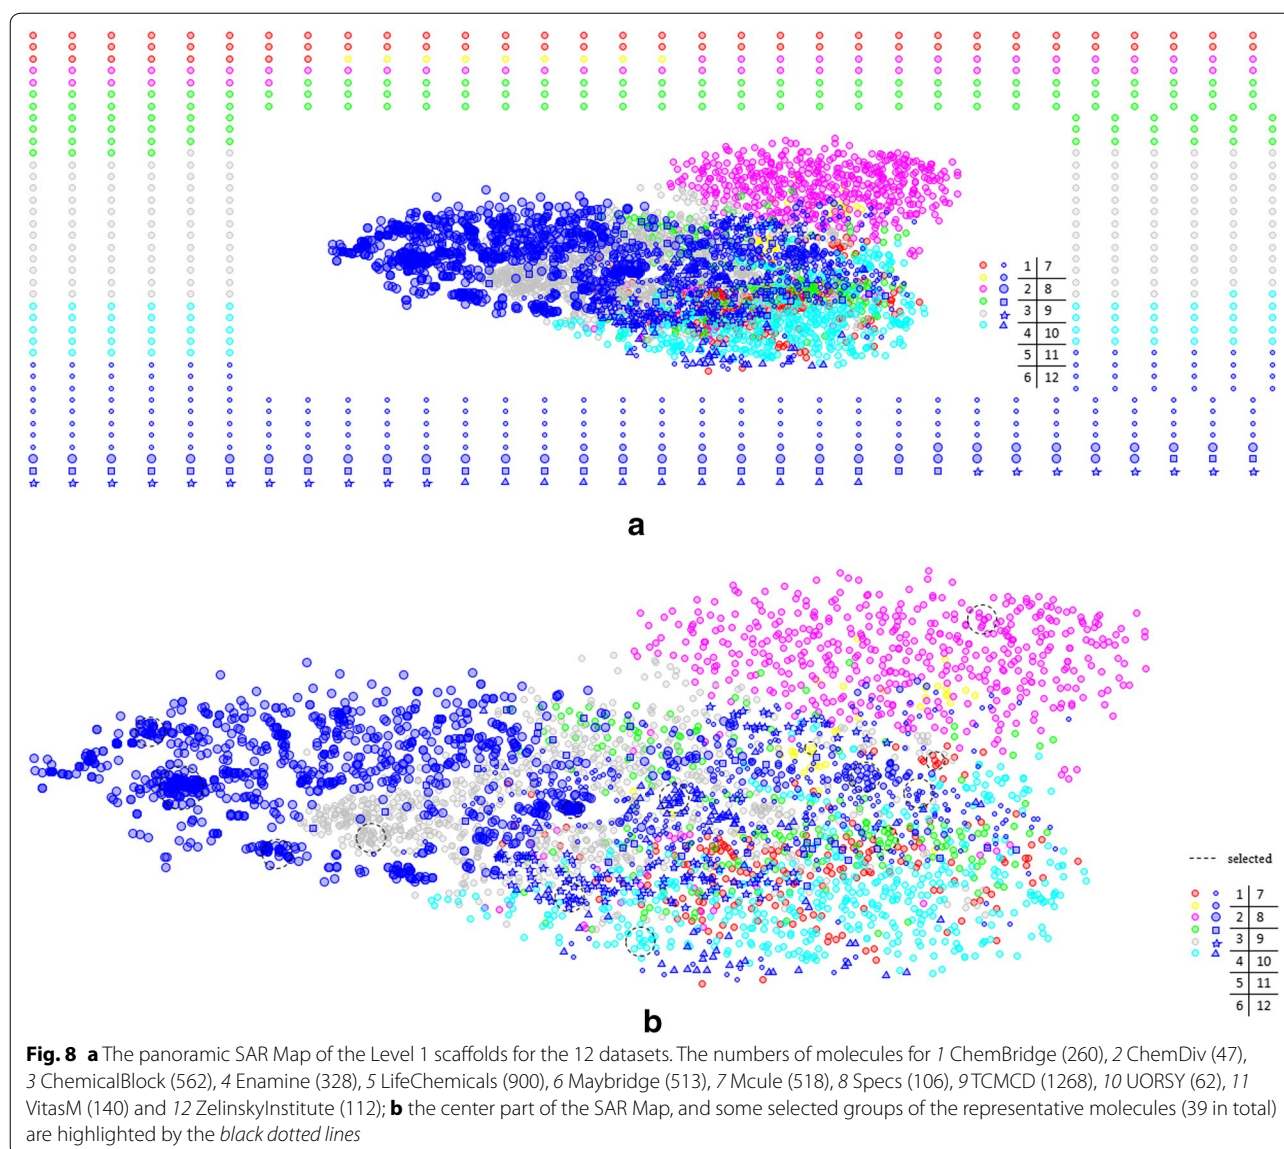 1 7
2 8
3 9
4 10
5 11
6 12
a
selected
1 7
2 8
3 9
4 10
5 11
6 12
b
Fig. 8 a The panoramic SAR Map of the Level 1 scaffolds for the 12 datasets. The numbers of molecules for 1 ChemBridge (260), 2 ChemDiv (47),
3 ChemicalBlock (562), 4 Enamine (328), 5 LifeChemicals (900), 6 Maybridge (513), 7 Mcule (518), 8 Specs (106), 9 TCMCD (1268), 10 UORSY (62), 11
VitasM (140) and 12 ZelinskyInstitute (112); b the center part of the SAR Map, and some selected groups of the representative molecules (39 in total)
are highlighted by the black dotted lines